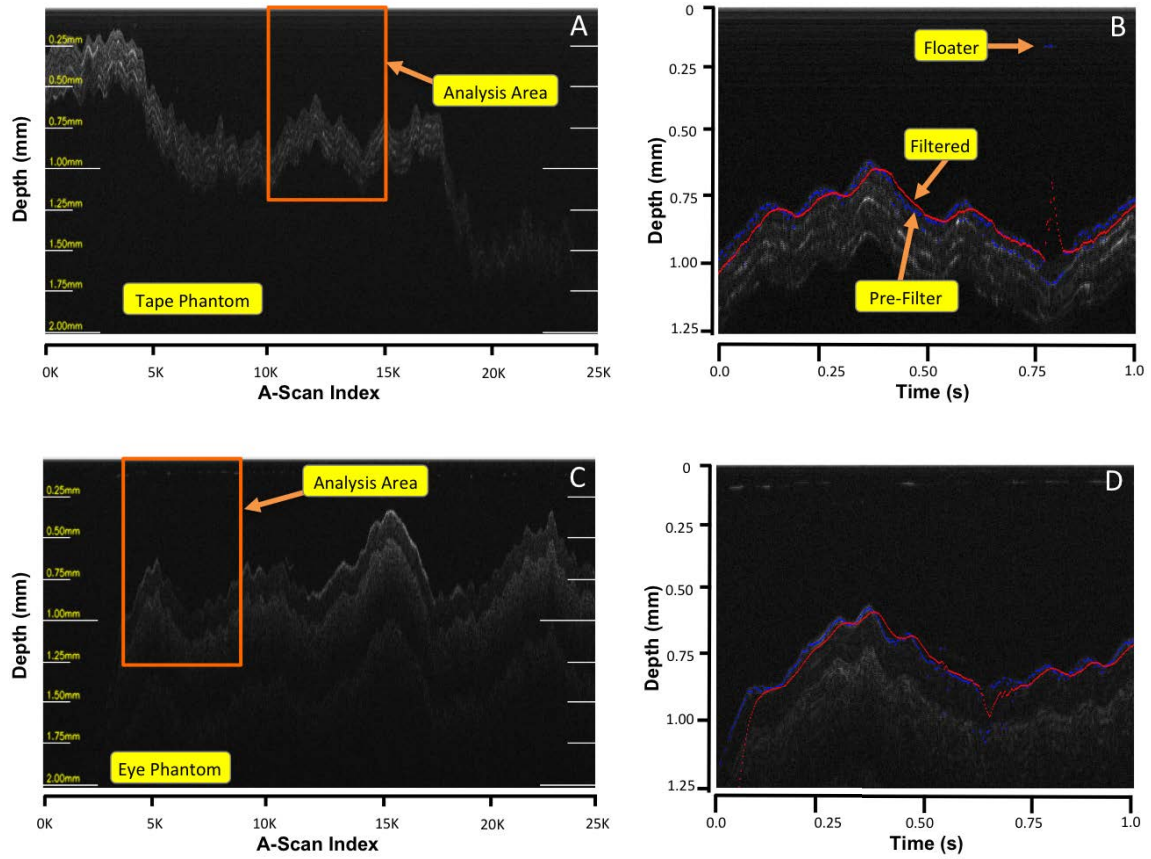 A
0.25mm
0.50mm
0.75mm
1.00mm
1.25mm
1.50mm
1.75mm
2.00mm
Depth (mm)
Analysis Area
Tape Phantom
0K 5K 10K 15K 20K 25K
A-Scan Index
B
0
0.25
0.50
0.75
1.00
1.25
Depth (mm)
Floater
Filtered
Pre-Filter
0.0 0.25 0.50 0.75 1.0
Time (s)
C
0.25mm
0.50mm
0.75mm
1.00mm
1.25mm
1.50mm
1.75mm
2.00mm
Depth (mm)
Analysis Area
Eye Phantom
0K 5K 10K 15K 20K 25K
A-Scan Index
D
0
0.25
0.50
0.75
1.00
1.25
Depth (mm)
0.0 0.25 0.50 0.75 1.0
Time (s)